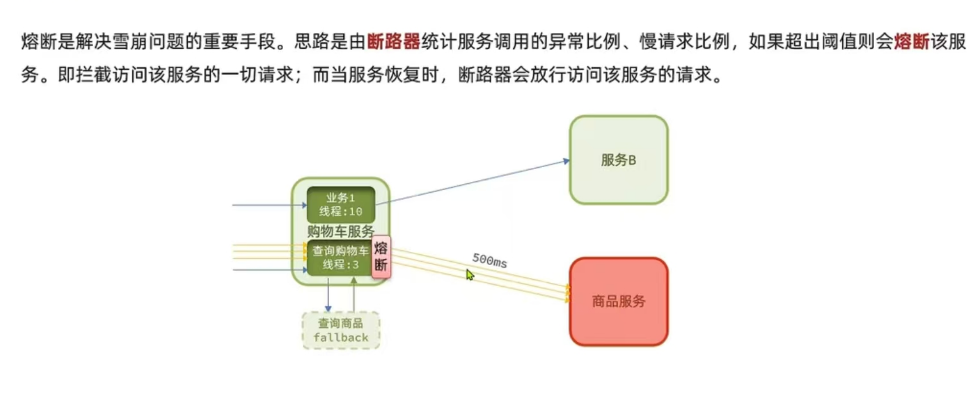 熔断是解决雪崩问题的重要手段。思路是由断路器统计服务调用的异常比例、慢请求比例，如果超出阈值则会熔断该服
务。即拦截访问该服务的一切请求；而当服务恢复时，断路器会放行访问该服务的请求。
服务B
业务1
线程:10
购物车服务
查询购物车
线程:3
熔
断
500ms
商品服务
查询商品
fallback